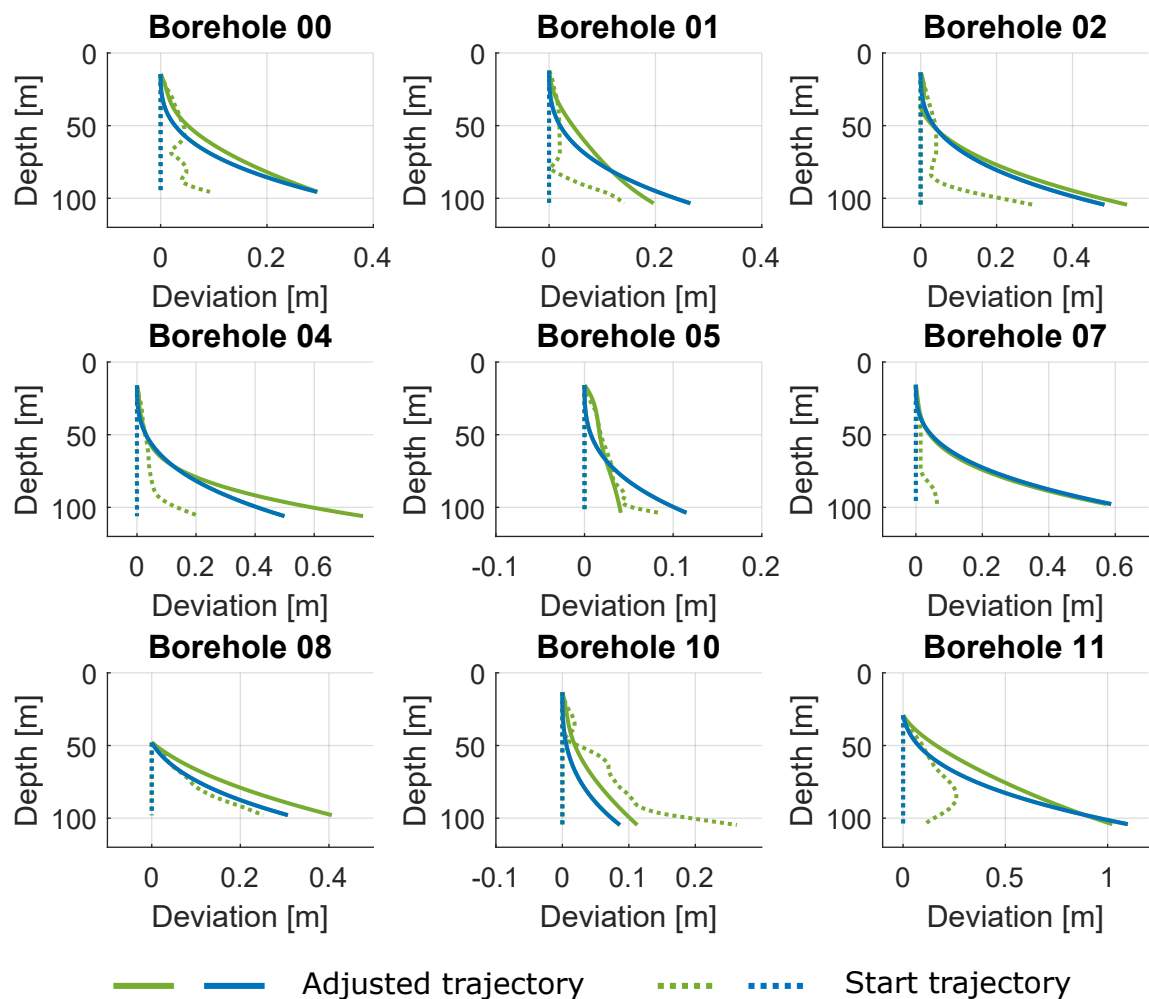 Borehole 00
Borehole 01
Borehole 02
0
50
100
Depth [m]
0
0.2
0.4
Deviation [m]
0
50
100
Depth [m]
0
0.2
0.4
Deviation [m]
0
50
100
Depth [m]
0
0.2
0.4
Deviation [m]
Borehole 04
Borehole 05
Borehole 07
0
50
100
Depth [m]
0
0.2
0.4
0.6
Deviation [m]
0
50
100
Depth [m]
-0.1
0
0.1
0.2
Deviation [m]
0
50
100
Depth [m]
0
0.2
0.4
0.6
Deviation [m]
Borehole 08
Borehole 10
Borehole 11
0
50
100
Depth [m]
0
0.2
0.4
Deviation [m]
0
50
100
Depth [m]
-0.1
0
0.1
0.2
Deviation [m]
0
50
100
Depth [m]
0
0.5
1
Deviation [m]
Adjusted trajectory
Start trajectory